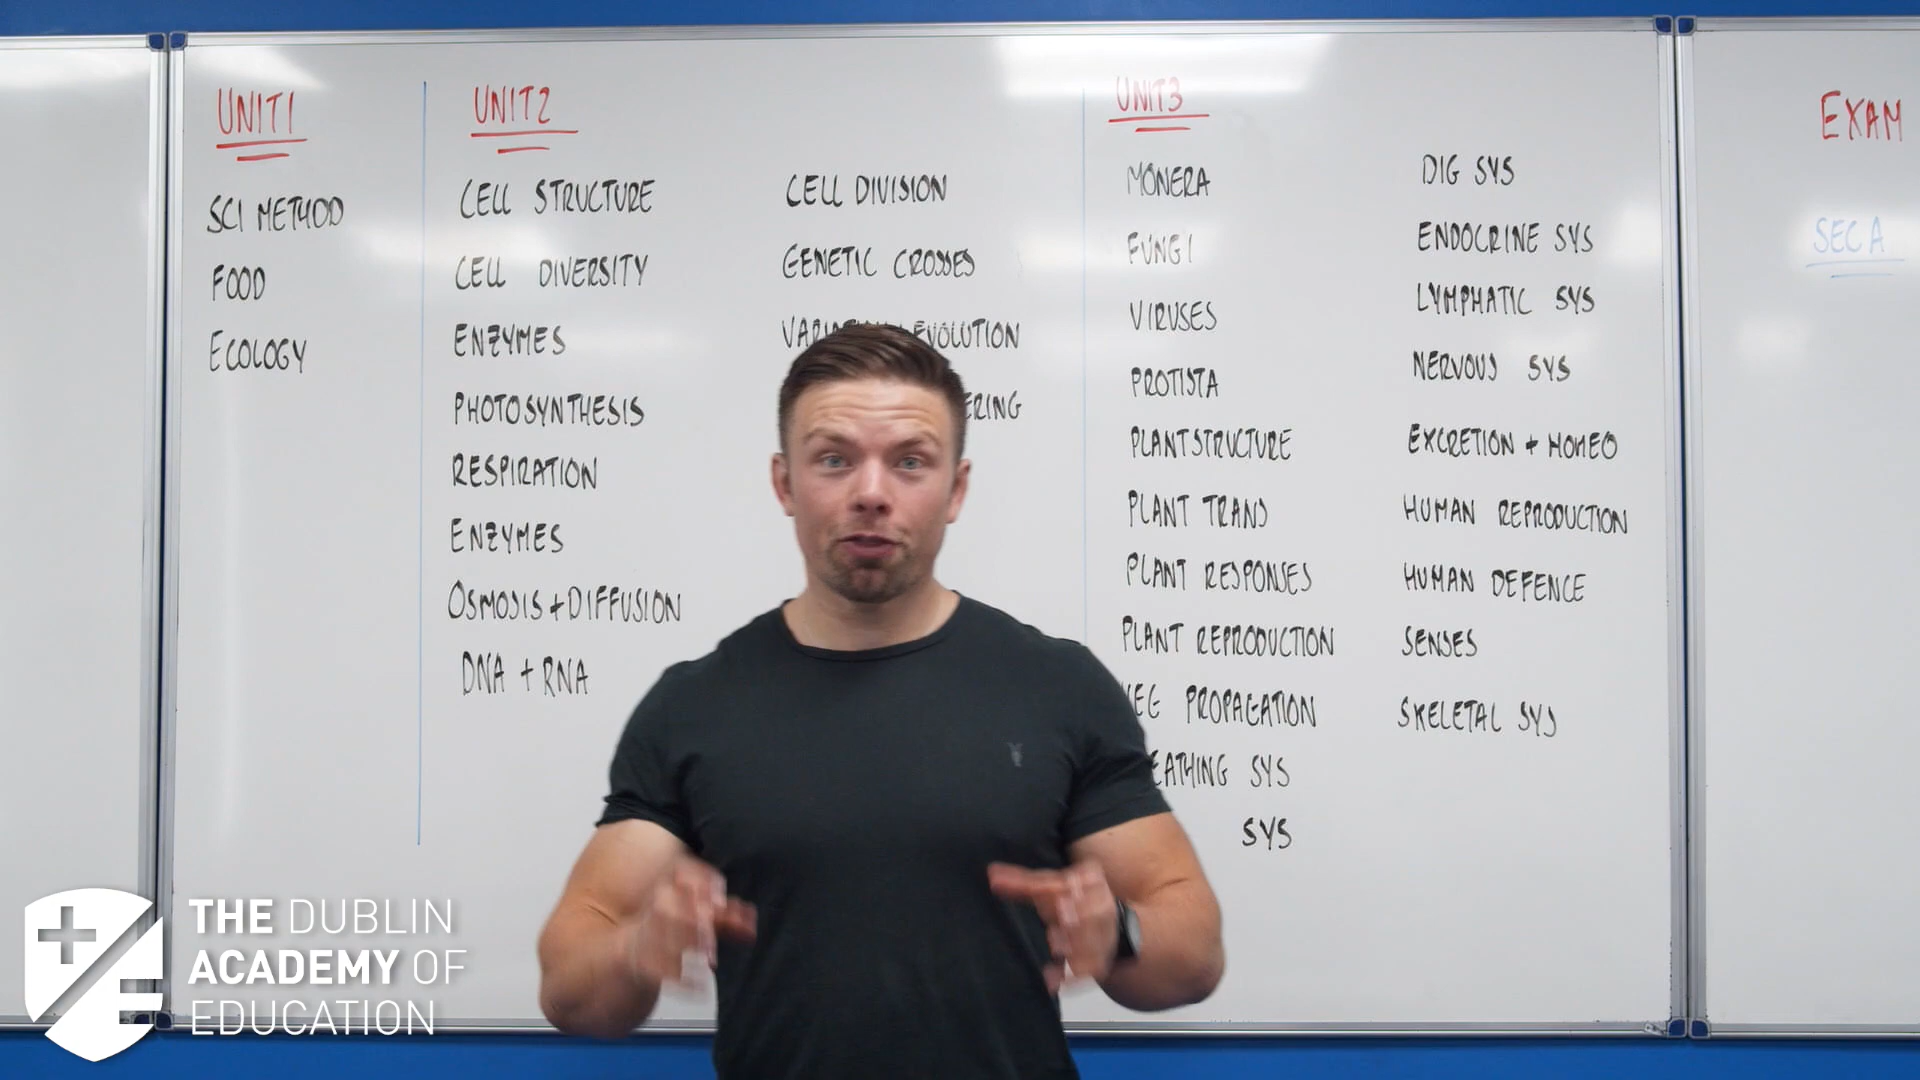 UNIT1
SCI METHOD
FOOD
ECOLOGY
UNIT2
CELL STRUCTURE
CELL DIVERSITY
ENZYMES
PHOTOSYNTHESIS
RESPIRATION
ENZYMES
OSMOSIS + DIFFUSION
DNA + RNA
CELL DIVISION
GENETIC CROSSES
EVOLUTION
UNIT3
MONERA
FUNGI
VIRUSES
PROTISTA
PLANT STRUCTURE
PLANT TRANS
PLANT RESPONSES
PLANT REPRODUCTION
PROPAGATION
SYS
SYS
DIG SYS
ENDOCRINE SYS
LYMPHATIC SYS
NERVOUS SYS
EXCRETION + HOMEO
HUMAN REPRODUCTION
HUMAN DEFENCE
SENSES
SKELETAL SYS
EXAM
SEC A
THE DUBLIN
ACADEMY OF
EDUCATION